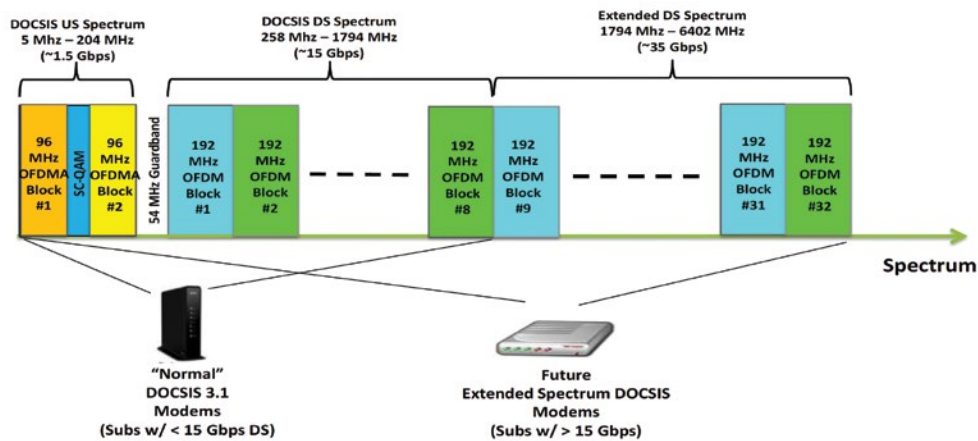 DOCSIS US Spectrum
5 Mhz – 204 MHz
(~1.5 Gbps)
DOCSIS DS Spectrum
258 Mhz – 1794 MHz
(~15 Gbps)
Extended DS Spectrum
1794 Mhz – 6402 MHz
(~35 Gbps)
96
MHz
OFDMA
Block
#1
SC-QAM
96
MHz
OFDMA
Block
#2
54 MHz Guardband
192
MHz
OFDM
Block
#1
192
MHz
OFDM
Block
#2
192
MHz
OFDM
Block
#8
192
MHz
OFDM
Block
#9
192
MHz
OFDM
Block
#31
192
MHz
OFDM
Block
#32
Spectrum
“Normal”
DOCSIS 3.1
Modems
(Subs w/ < 15 Gbps DS)
Future
Extended Spectrum DOCSIS
Modems
(Subs w/ > 15 Gbps)